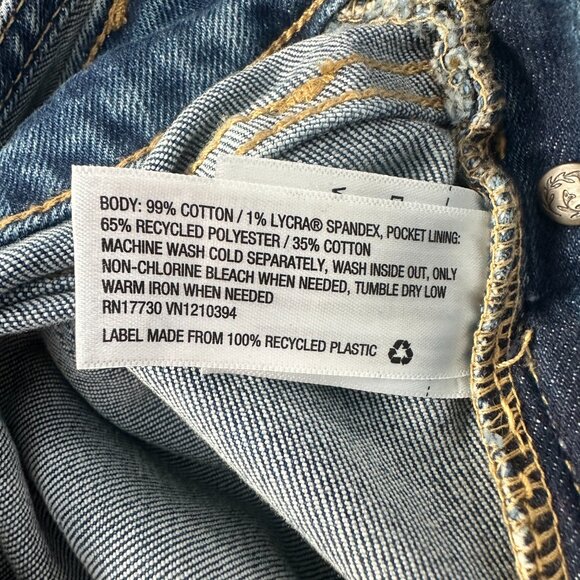 BODY: 99% COTTON / 1% LYCRA® SPANDEX, POCKET LINING:
65% RECYCLED POLYESTER / 35% COTTON
MACHINE WASH COLD SEPARATELY, WASH INSIDE OUT, ONLY
NON-CHLORINE BLEACH WHEN NEEDED, TUMBLE DRY LOW
WARM IRON WHEN NEEDED
RN17730 VN1210394
LABEL MADE FROM 100% RECYCLED PLASTIC